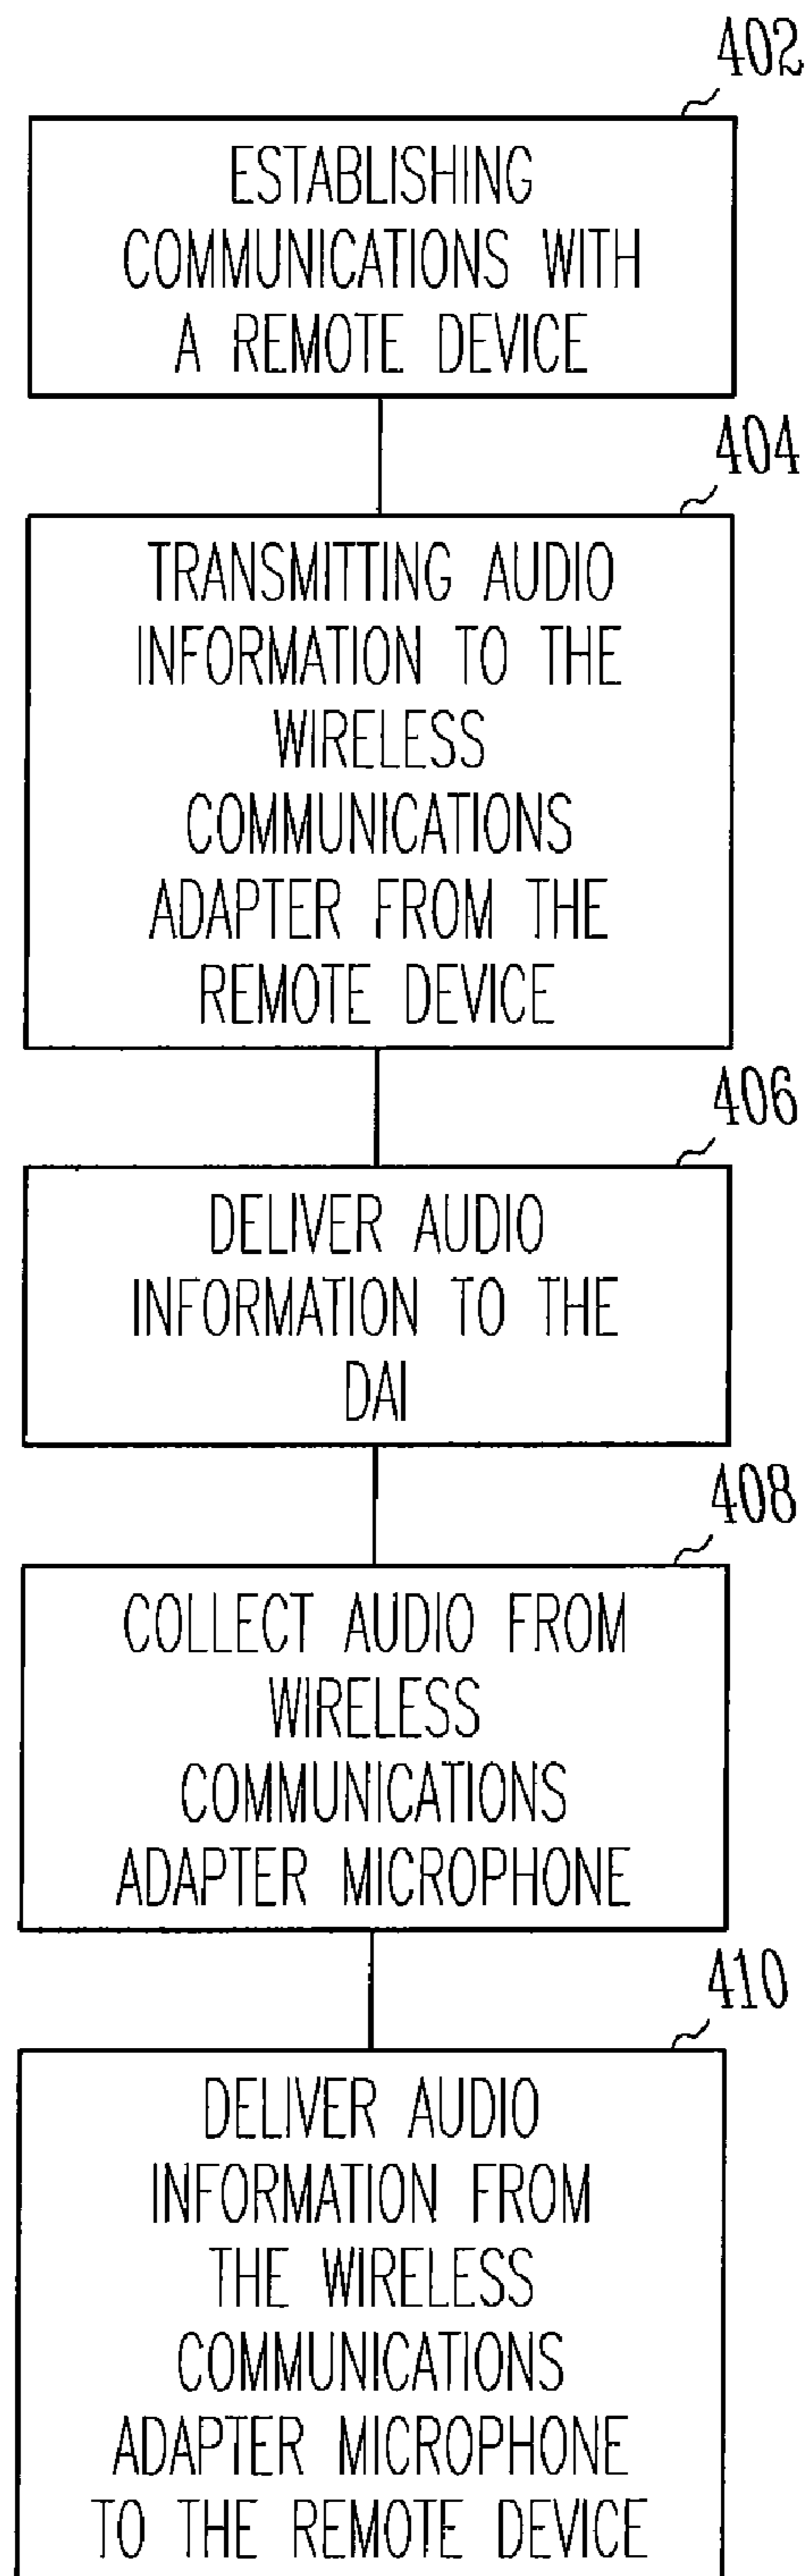 402
ESTABLISHING
COMMUNICATIONS WITH
A REMOTE DEVICE
404
TRANSMITTING AUDIO
INFORMATION TO THE
WIRELESS
COMMUNICATIONS
ADAPTER FROM THE
REMOTE DEVICE
406
DELIVER AUDIO
INFORMATION TO THE
DAI
408
COLLECT AUDIO FROM
WIRELESS
COMMUNICATIONS
ADAPTER MICROPHONE
410
DELIVER AUDIO
INFORMATION FROM
THE WIRELESS
COMMUNICATIONS
ADAPTER MICROPHONE
TO THE REMOTE DEVICE